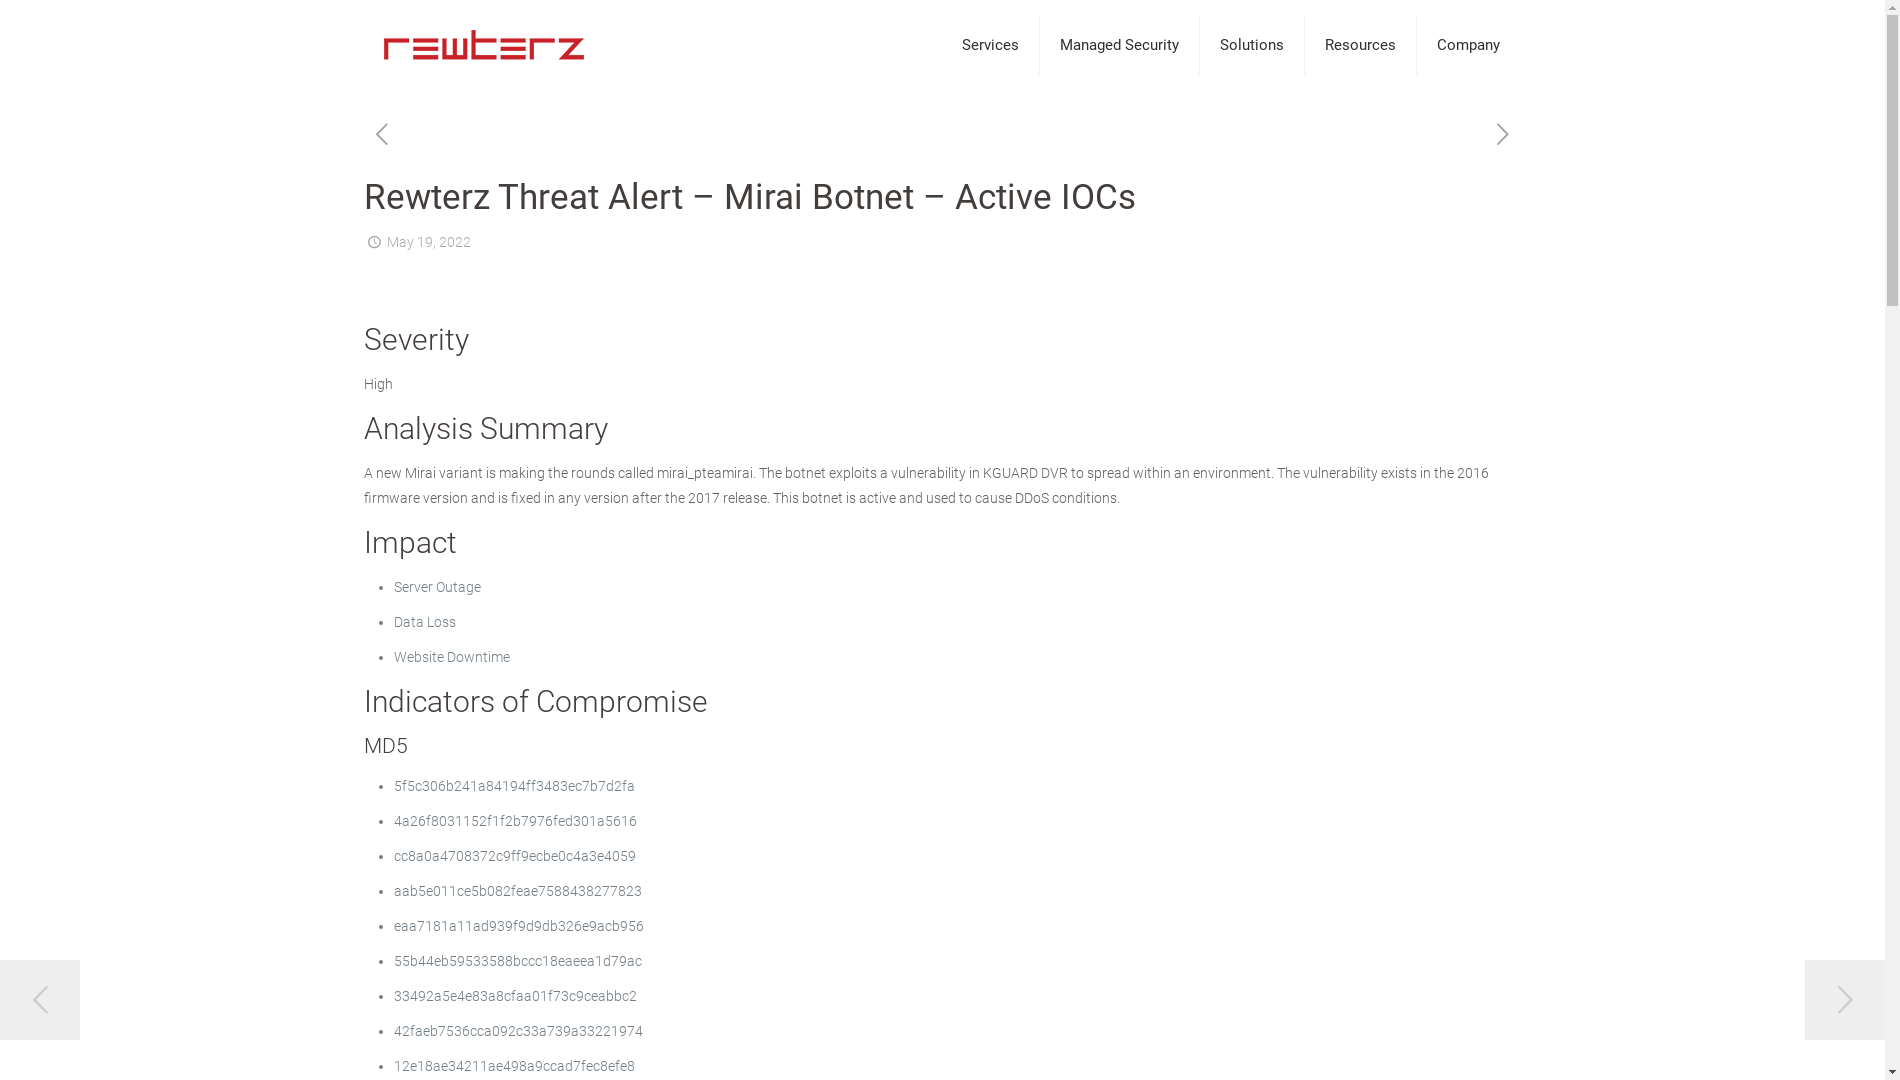 rewterz
Services
Managed Security
Solutions
Resources
Company
Rewterz Threat Alert – Mirai Botnet – Active IOCs
May 19, 2022
Severity
High
Analysis Summary
A new Mirai variant is making the rounds called mirai_pteamirai. The botnet exploits a vulnerability in KGUARD DVR to spread within an environment. The vulnerability exists in the 2016
firmware version and is fixed in any version after the 2017 release. This botnet is active and used to cause DDoS conditions.
Impact
• Server Outage
• Data Loss
• Website Downtime
Indicators of Compromise
MD5
• 5f5c306b241a84194ff3483ec7b7d2fa
• 4a26f8031152f1f2b7976fed301a5616
• cc8a0a4708372c9ff9ecbe0c4a3e4059
• aab5e011ce5b082feae7588438277823
• eaa7181a11ad939f9d9db326e9acb956
• 55b44eb59533588bccc18eaeea1d79ac
• 33492a5e4e83a8cfaa01f73c9ceabbc2
• 42faeb7536cca092c33a739a33221974
• 12e18ae34211ae498a9ccad7fec8efe8